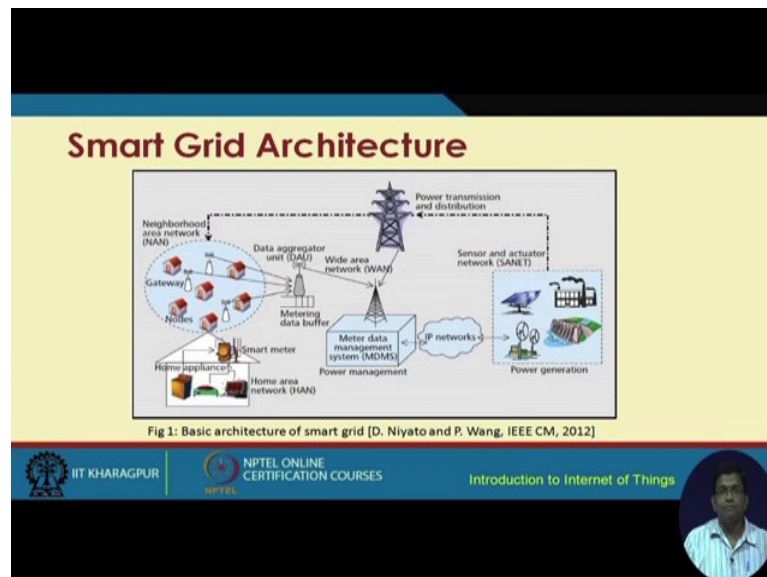 Smart Grid Architecture
Power transmission
and distribution
Neighborhood
area network
(NAN)
Data aggregator
unit (DAU)
Wide area
network (WAN)
Sensor and actuator
network (SANET)
Gateway
Nodes
Metering
data buffer
Meter data
management
system (MDMS)
IP networks
Power management
Power generation
Smart meter
Home appliance
Home area
network (HAN)
Fig 1: Basic architecture of smart grid [D. Niyato and P. Wang, IEEE CM, 2012]
IIT KHARAGPUR
NPTEL
NPTEL ONLINE
CERTIFICATION COURSES
Introduction to Internet of Things